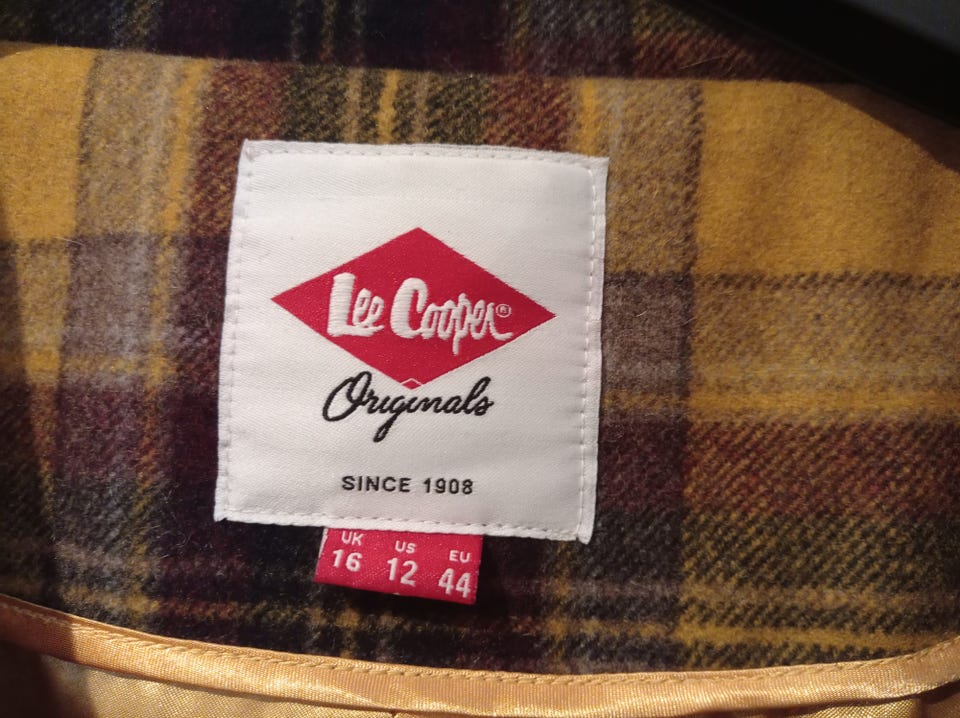 Lee Cooper®
Originals
SINCE 1908
UK US EU
16 12 44